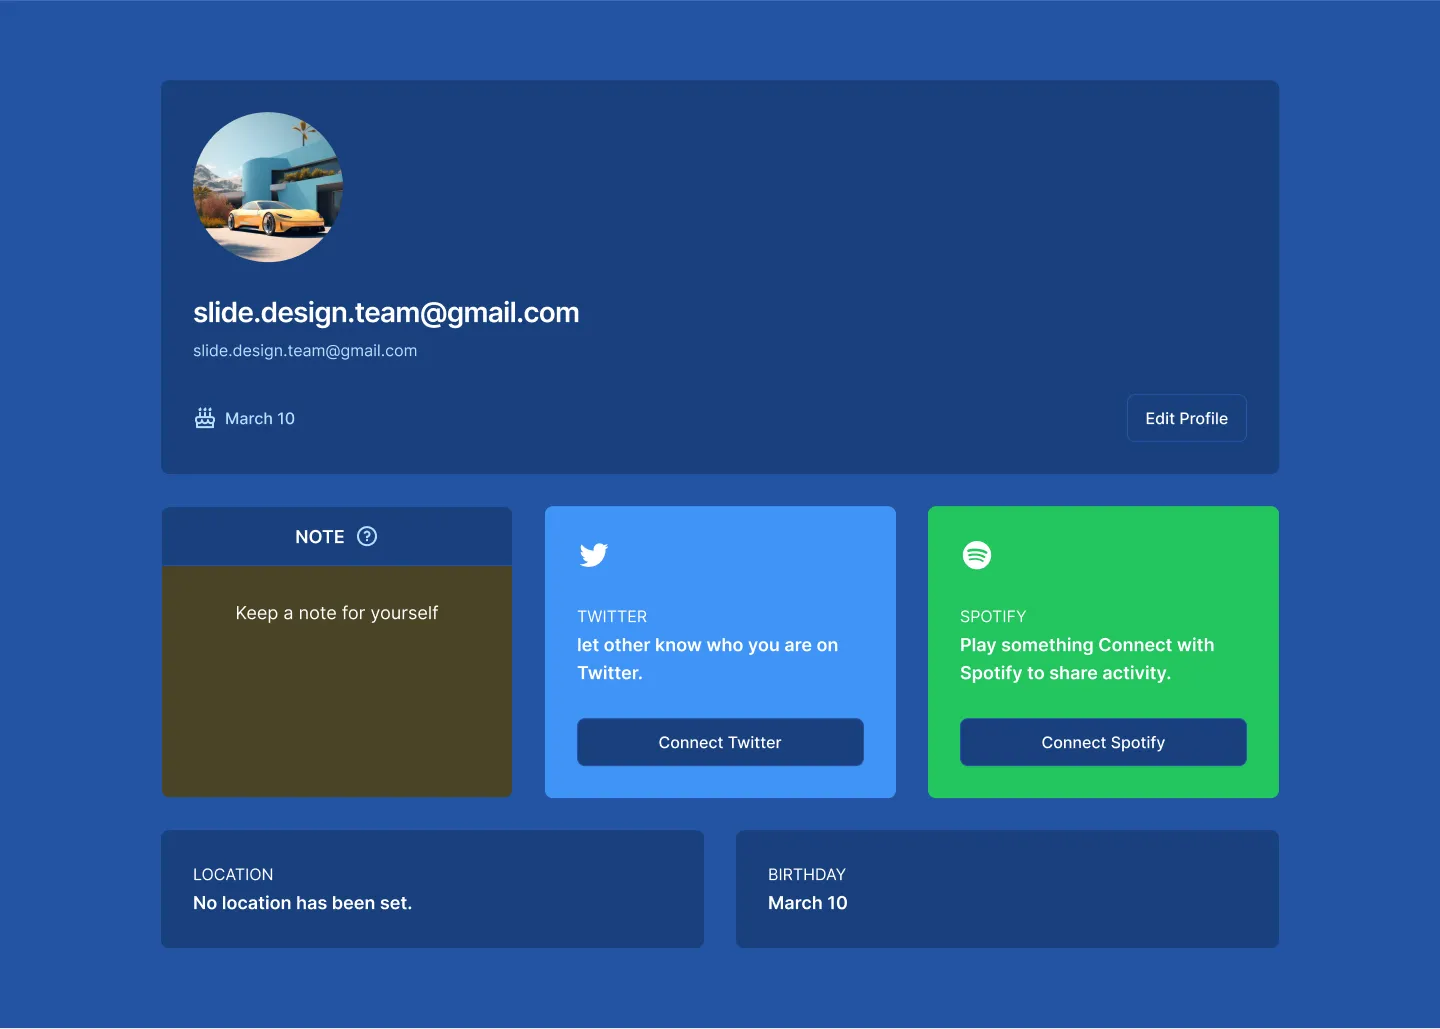 slide.design.team@gmail.com
slide.design.team@gmail.com
March 10
Edit Profile
NOTE
Keep a note for yourself
TWITTER
let other know who you are on
Twitter.
Connect Twitter
SPOTIFY
Play something Connect with
Spotify to share activity.
Connect Spotify
LOCATION
No location has been set.
BIRTHDAY
March 10